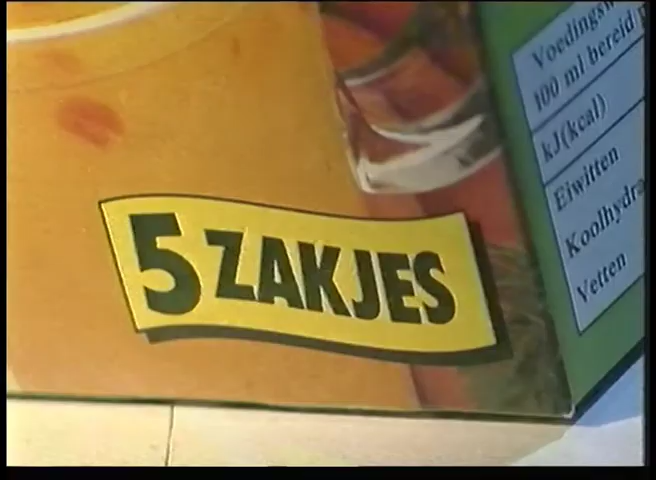 5 ZAKJES
100 ml bereid
kJ(kcal)
Eiwitten
Vetten